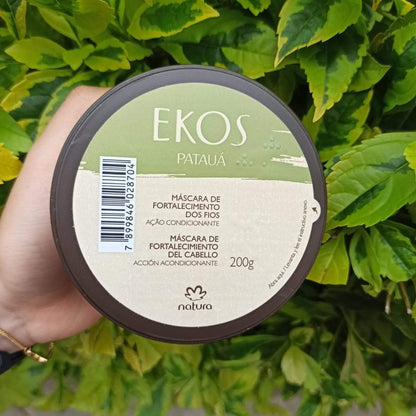 EKOS
PATAUÁ
MÁSCARA DE
FORTALECIMENTO
DOS FIOS
AÇÃO CONDICIONANTE
MÁSCARA DE
FORTALECIMIENTO
DEL CABELLO
ACCIÓN ACONDICIONANTE
200g
natura
7 899846 028704